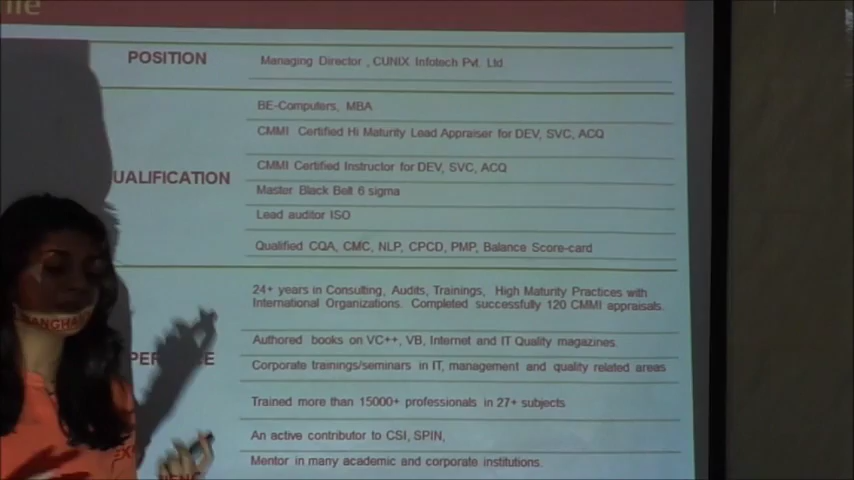 POSITION
Managing Director , CUNIX Infotech Pvt. Ltd
BE-Computers, MBA
CMMI Certified Hi Maturity Lead Appraiser for DEV, SVC, ACQ
CMMI Certified Instructor for DEV, SVC, ACQ
UALIFICATION
Master Black Belt 6 sigma
Lead auditor ISO
Qualified CQA, CMC, NLP, CPCD, PMP, Balance Score-card
24+ years in Consulting, Audits, Trainings, High Maturity Practices with
International Organizations. Completed successfully 120 CMMI appraisals.
Authored books on VC++, VB, Internet and IT Quality magazines.
Corporate trainings/seminars in IT, management and quality related areas
Trained more than 15000+ professionals in 27+ subjects
An active contributor to CSI, SPIN,
Mentor in many academic and corporate institutions.